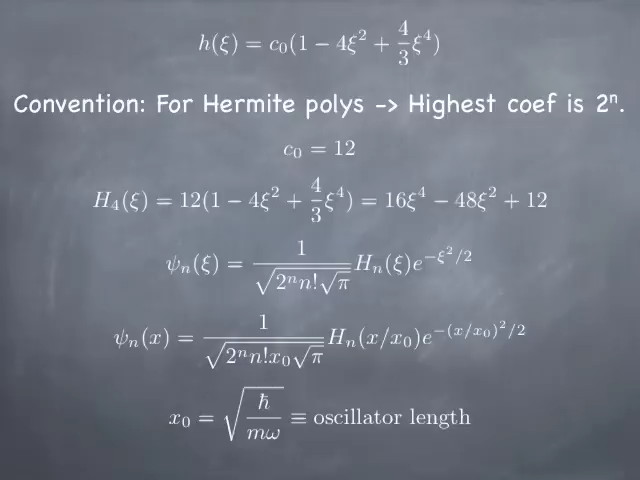 h(ξ) = c₀(1 − 4ξ² + 4/3 ξ⁴)
Convention: For Hermite polys -> Highest coef is 2ⁿ.
c₀ = 12
H₄(ξ) = 12(1 − 4ξ² + 4/3 ξ⁴) = 16ξ⁴ − 48ξ² + 12
ψₙ(ξ) = 1/√(2ⁿn!√π) Hₙ(ξ)e^(−ξ²/2)
ψₙ(x) = 1/√(2ⁿn!x₀√π) Hₙ(x/x₀)e^(−(x/x₀)²/2)
x₀ = √(ℏ/mω) ≡ oscillator length